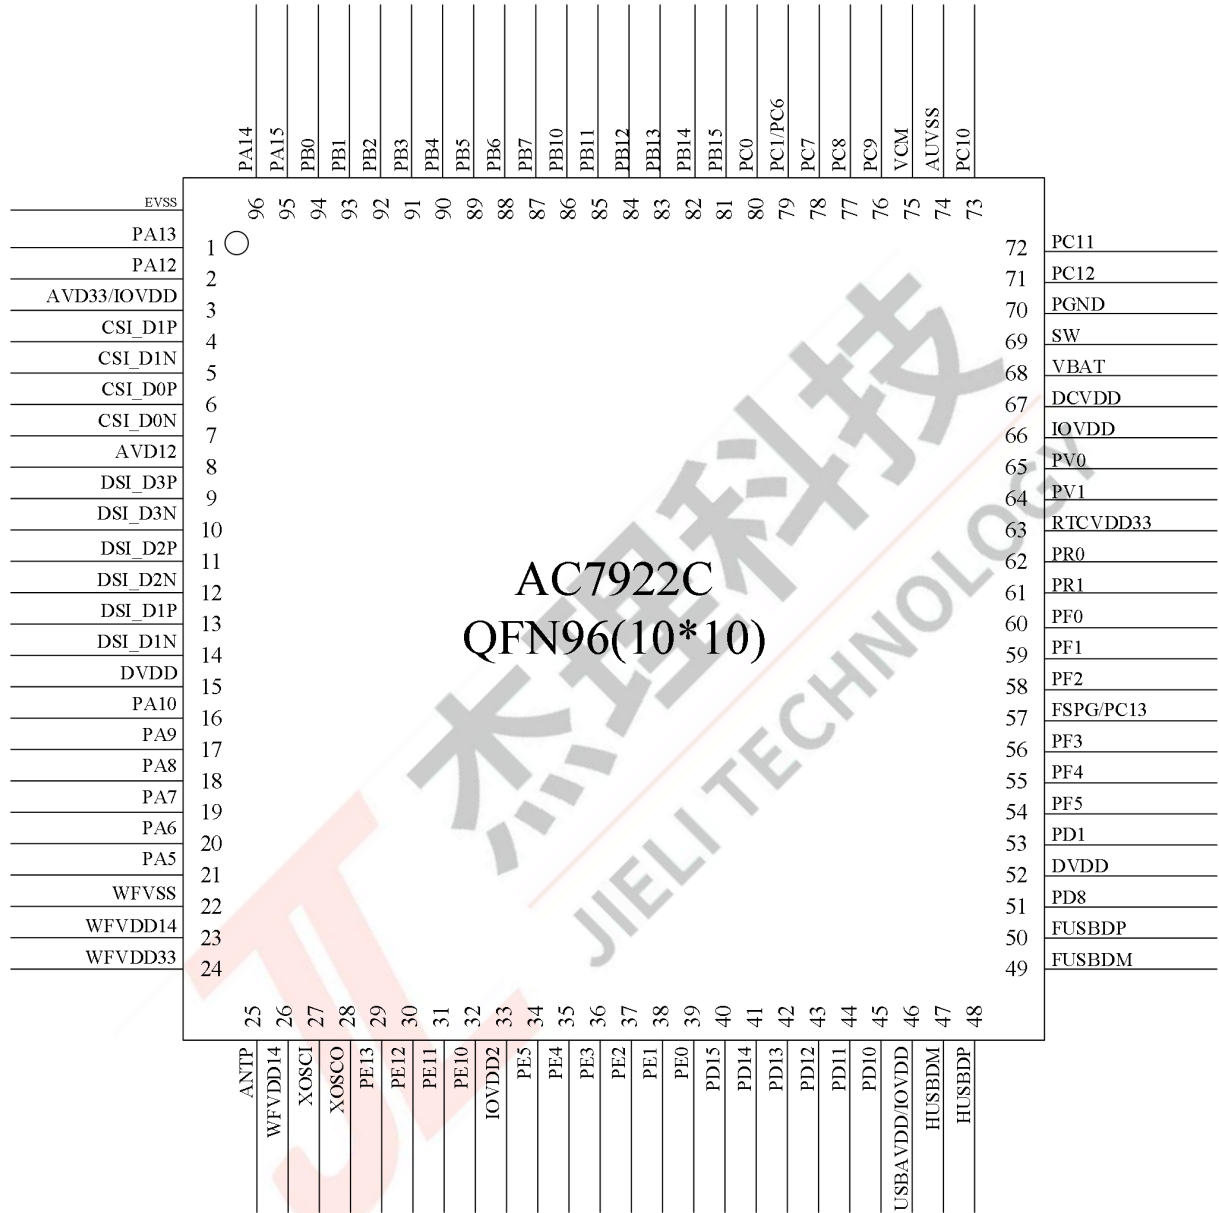 PA14
PA15
PB0
PB1
PB2
PB3
PB4
PB5
PB6
PB7
PB10
PB11
PB12
PB13
PB14
PB15
PC0
PC1/PC6
PC7
PC8
PC9
VCM
AUVSS
PC10
96
95
94
93
92
91
90
89
88
87
86
85
84
83
82
81
80
79
78
77
76
75
74
73
EVSS
PA13 1
PA12 2
AVD33/IOVDD 3
CSI_D1P 4
CSI_D1N 5
CSI_D0P 6
CSI_D0N 7
AVD12 8
DSI_D3P 9
DSI_D3N 10
DSI_D2P 11
DSI_D2N 12
DSI_D1P 13
DSI_D1N 14
DVDD 15
PA10 16
PA9 17
PA8 18
PA7 19
PA6 20
PA5 21
WFVSS 22
WFVDD14 23
WFVDD33 24
AC7922C
QFN96(10*10)
杰理科技
JIELI TECHNOLOGY
JL
72 PC11
71 PC12
70 PGND
69 SW
68 VBAT
67 DCVDD
66 IOVDD
65 PV0
64 PV1
63 RTCVDD33
62 PR0
61 PR1
60 PF0
59 PF1
58 PF2
57 FSPG/PC13
56 PF3
55 PF4
54 PF5
53 PD1
52 DVDD
51 PD8
50 FUSBDP
49 FUSBDM
25
26
27
28
29
30
31
32
33
34
35
36
37
38
39
40
41
42
43
44
45
46
47
48
ANTP
WFVDD14
XOSCI
XOSCO
PE13
PE12
PE11
PE10
IOVDD2
PE5
PE4
PE3
PE2
PE1
PE0
PD15
PD14
PD13
PD12
PD11
PD10
USBAVDD/IOVDD
HUSBDM
HUSBDP